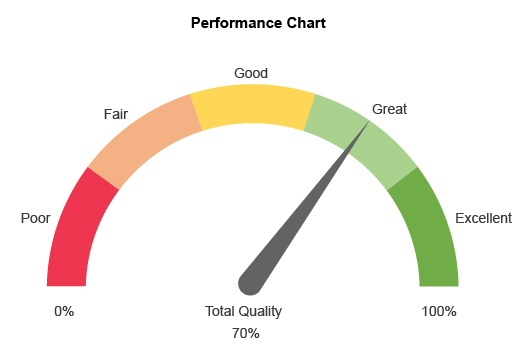 Performance Chart
Good
Fair
Great
Poor
Excellent
0%
Total Quality
100%
70%